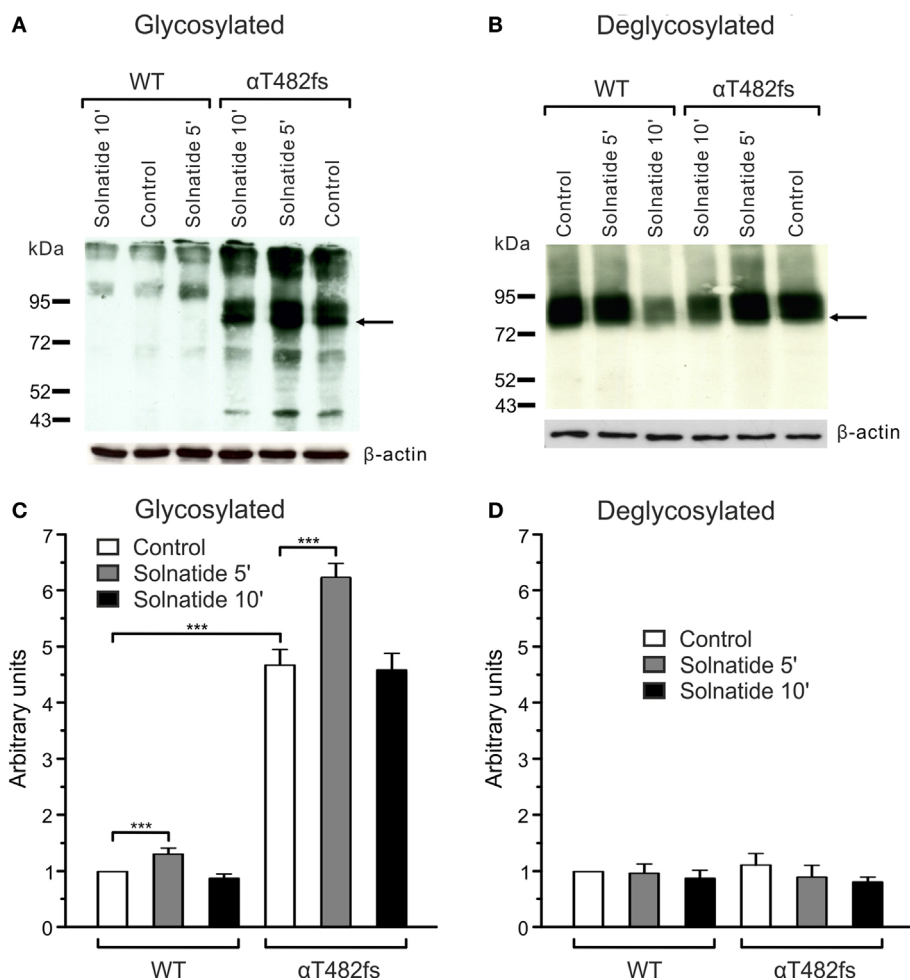 A
Glycosylated
WT
αT482fs
Solnatide 10'
Control
Solnatide 5'
Solnatide 10'
Solnatide 5'
Control
kDa
95
72
52
43
β-actin
B
Deglycosylated
WT
αT482fs
Control
Solnatide 5'
Solnatide 10'
Solnatide 10'
Solnatide 5'
Control
kDa
95
72
52
43
β-actin
C
Glycosylated
7
6
5
4
3
2
1
0
Arbitrary units
Control
Solnatide 5'
Solnatide 10'
***
***
***
WT
αT482fs
D
Deglycosylated
7
6
5
4
3
2
1
0
Arbitrary units
Control
Solnatide 5'
Solnatide 10'
WT
αT482fs